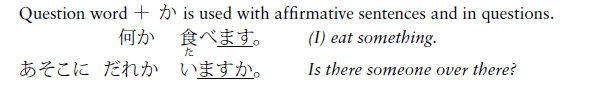 Question word + か is used with affirmative sentences and in questions.
何か 食べます。 (I) eat something.
た
あそこに だれか いますか。 Is there someone over there?